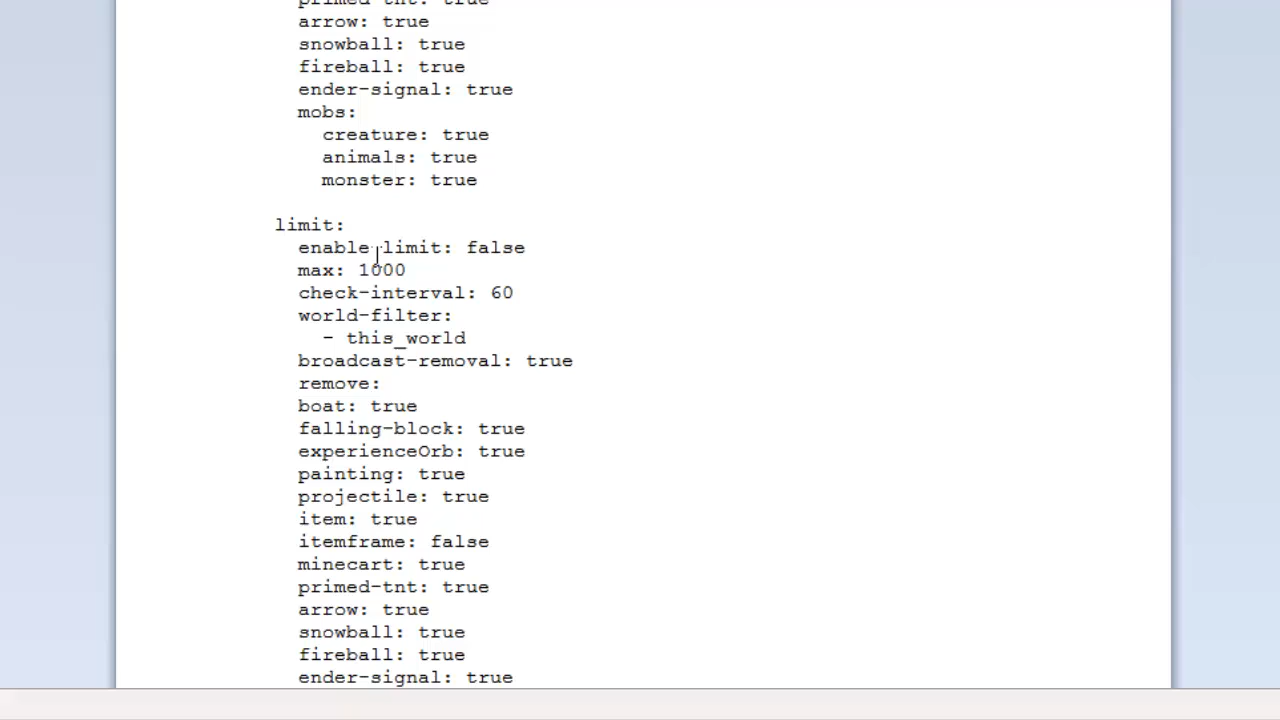 primed-tnt: true
arrow: true
snowball: true
fireball: true
ender-signal: true
mobs:
creature: true
animals: true
monster: true
limit:
enable-limit: false
max: 1000
check-interval: 60
world-filter:
- this_world
broadcast-removal: true
remove:
boat: true
falling-block: true
experienceOrb: true
painting: true
projectile: true
item: true
itemframe: false
minecart: true
primed-tnt: true
arrow: true
snowball: true
fireball: true
ender-signal: true